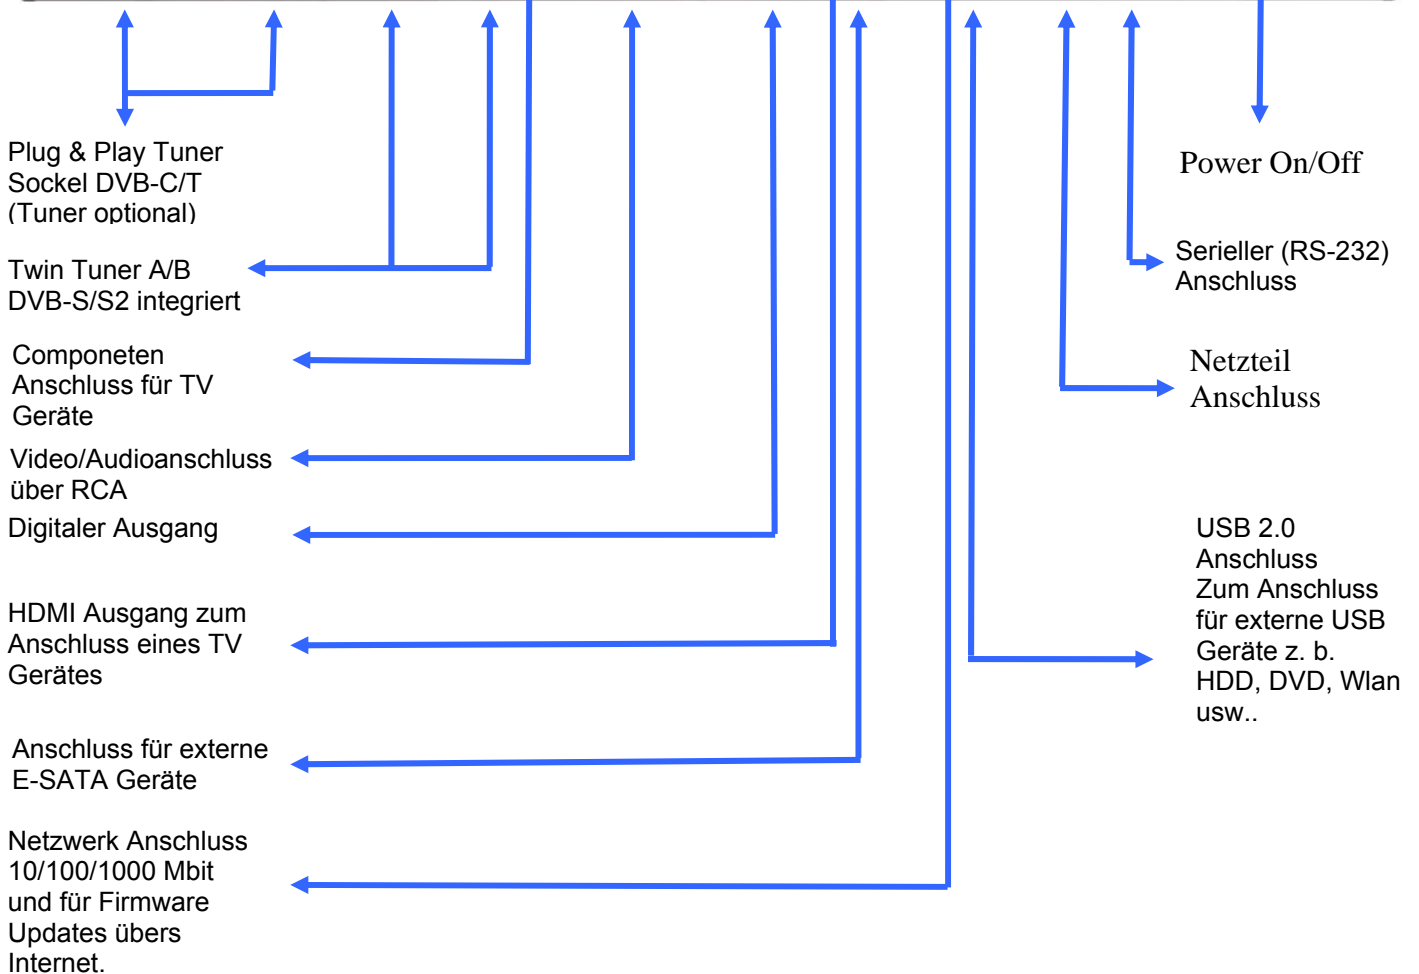 Plug & Play Tuner
Sockel DVB-C/T
(Tuner optional)
Twin Tuner A/B
DVB-S/S2 integriert
Componeten
Anschluss für TV
Geräte
Video/Audioanschluss
über RCA
Digitaler Ausgang
HDMI Ausgang zum
Anschluss eines TV
Gerätes
Anschluss für externe
E-SATA Geräte
Netzwerk Anschluss
10/100/1000 Mbit
und für Firmware
Updates übers
Internet.
Power On/Off
Serieller (RS-232)
Anschluss
Netzteil
Anschluss
USB 2.0
Anschluss
Zum Anschluss
für externe USB
Geräte z. b.
HDD, DVD, Wlan
usw..